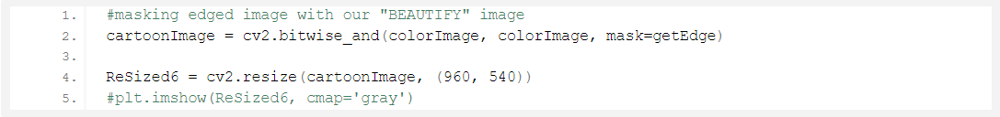 1. #masking edged image with our "BEAUTIFY" image
2. cartoonImage = cv2.bitwise_and(colorImage, colorImage, mask=getEdge)
3.
4. ReSized6 = cv2.resize(cartoonImage, (960, 540))
5. #plt.imshow(ReSized6, cmap='gray')